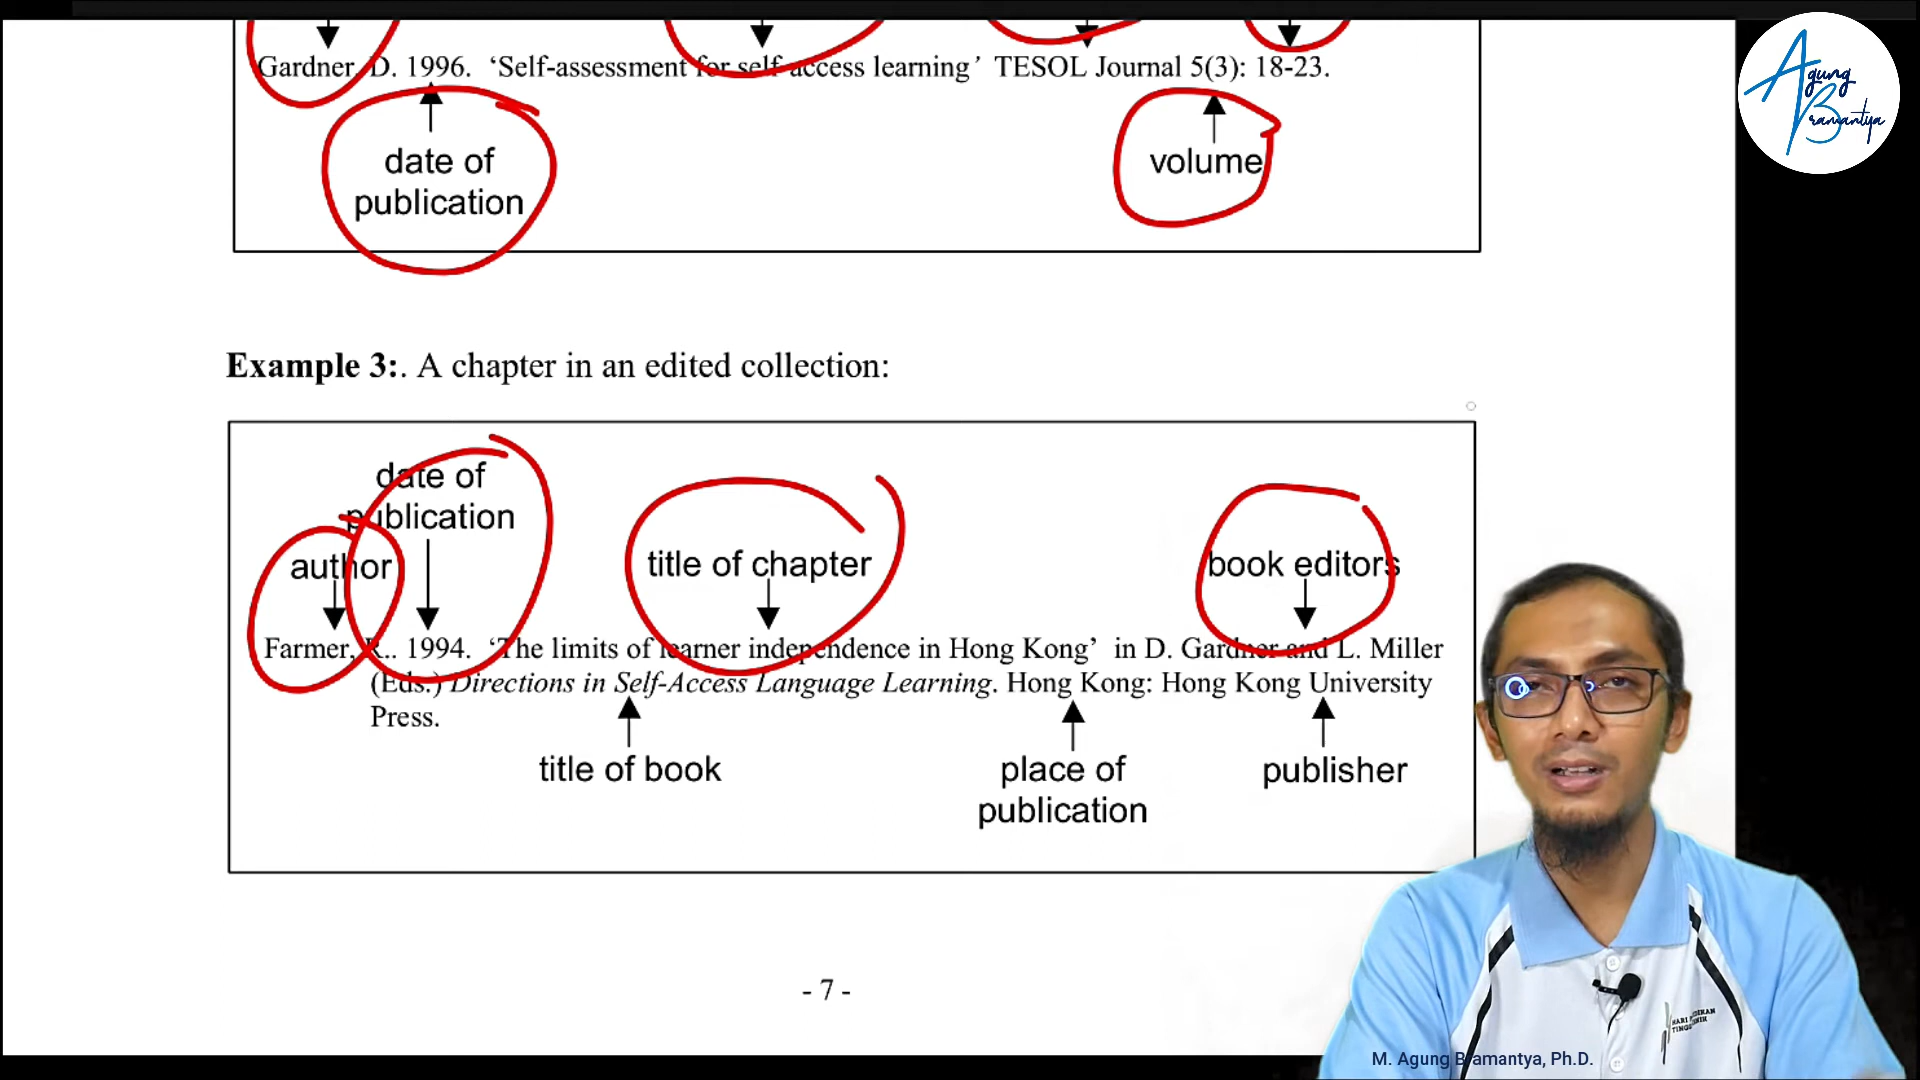 Gardner, D. 1996. ‘Self-assessment for self-access learning’ TESOL Journal 5(3): 18-23.
date of
publication
volume
Example 3:. A chapter in an edited collection:
date of
publication
author
title of chapter
book editors
Farmer, R.. 1994. ‘The limits of learner independence in Hong Kong’ in D. Gardner and L. Miller
(Eds.) Directions in Self-Access Language Learning. Hong Kong: Hong Kong University
Press.
title of book
place of
publication
publisher
- 7 -
Agung
Bramantya
HARI
M. Agung Bramantya, Ph.D.